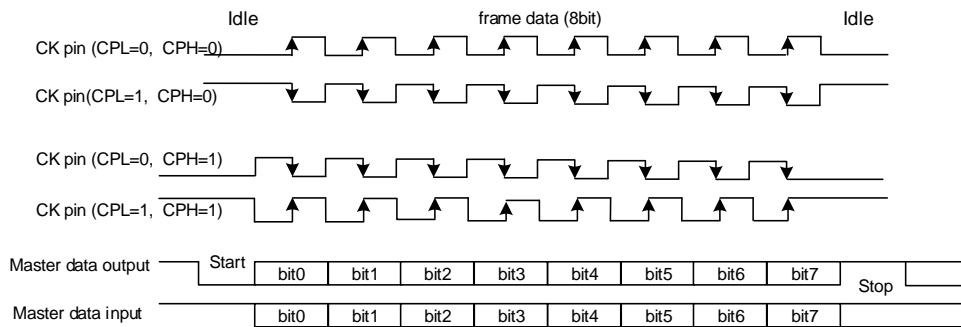 Idle frame data (8bit) Idle
CK pin (CPL=0, CPH=0)
CK pin(CPL=1, CPH=0)
CK pin (CPL=0, CPH=1)
CK pin (CPL=1, CPH=1)
Master data output Start bit0 bit1 bit2 bit3 bit4 bit5 bit6 bit7 Stop
Master data input bit0 bit1 bit2 bit3 bit4 bit5 bit6 bit7